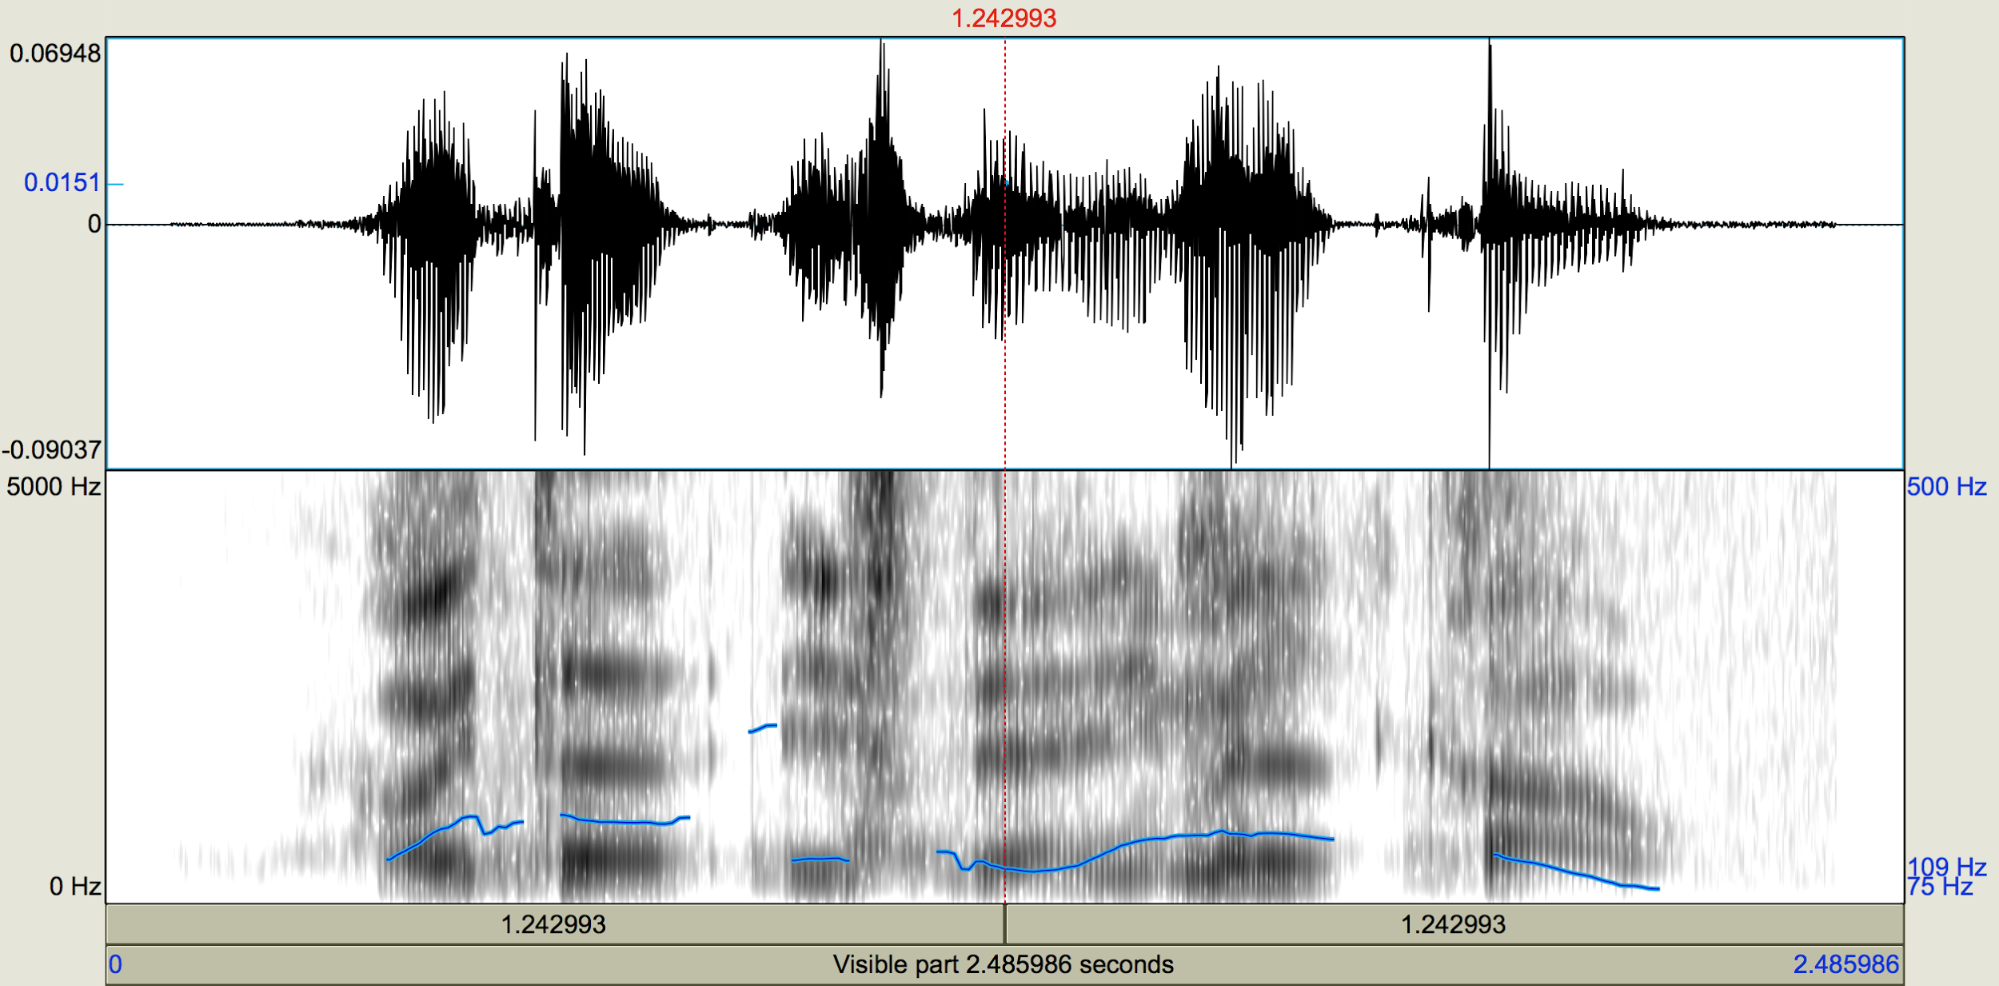 1.242993
0.06948
0.0151
0
-0.09037
5000 Hz
500 Hz
109 Hz
0 Hz
75 Hz
1.242993
1.242993
0
Visible part 2.485986 seconds
2.485986